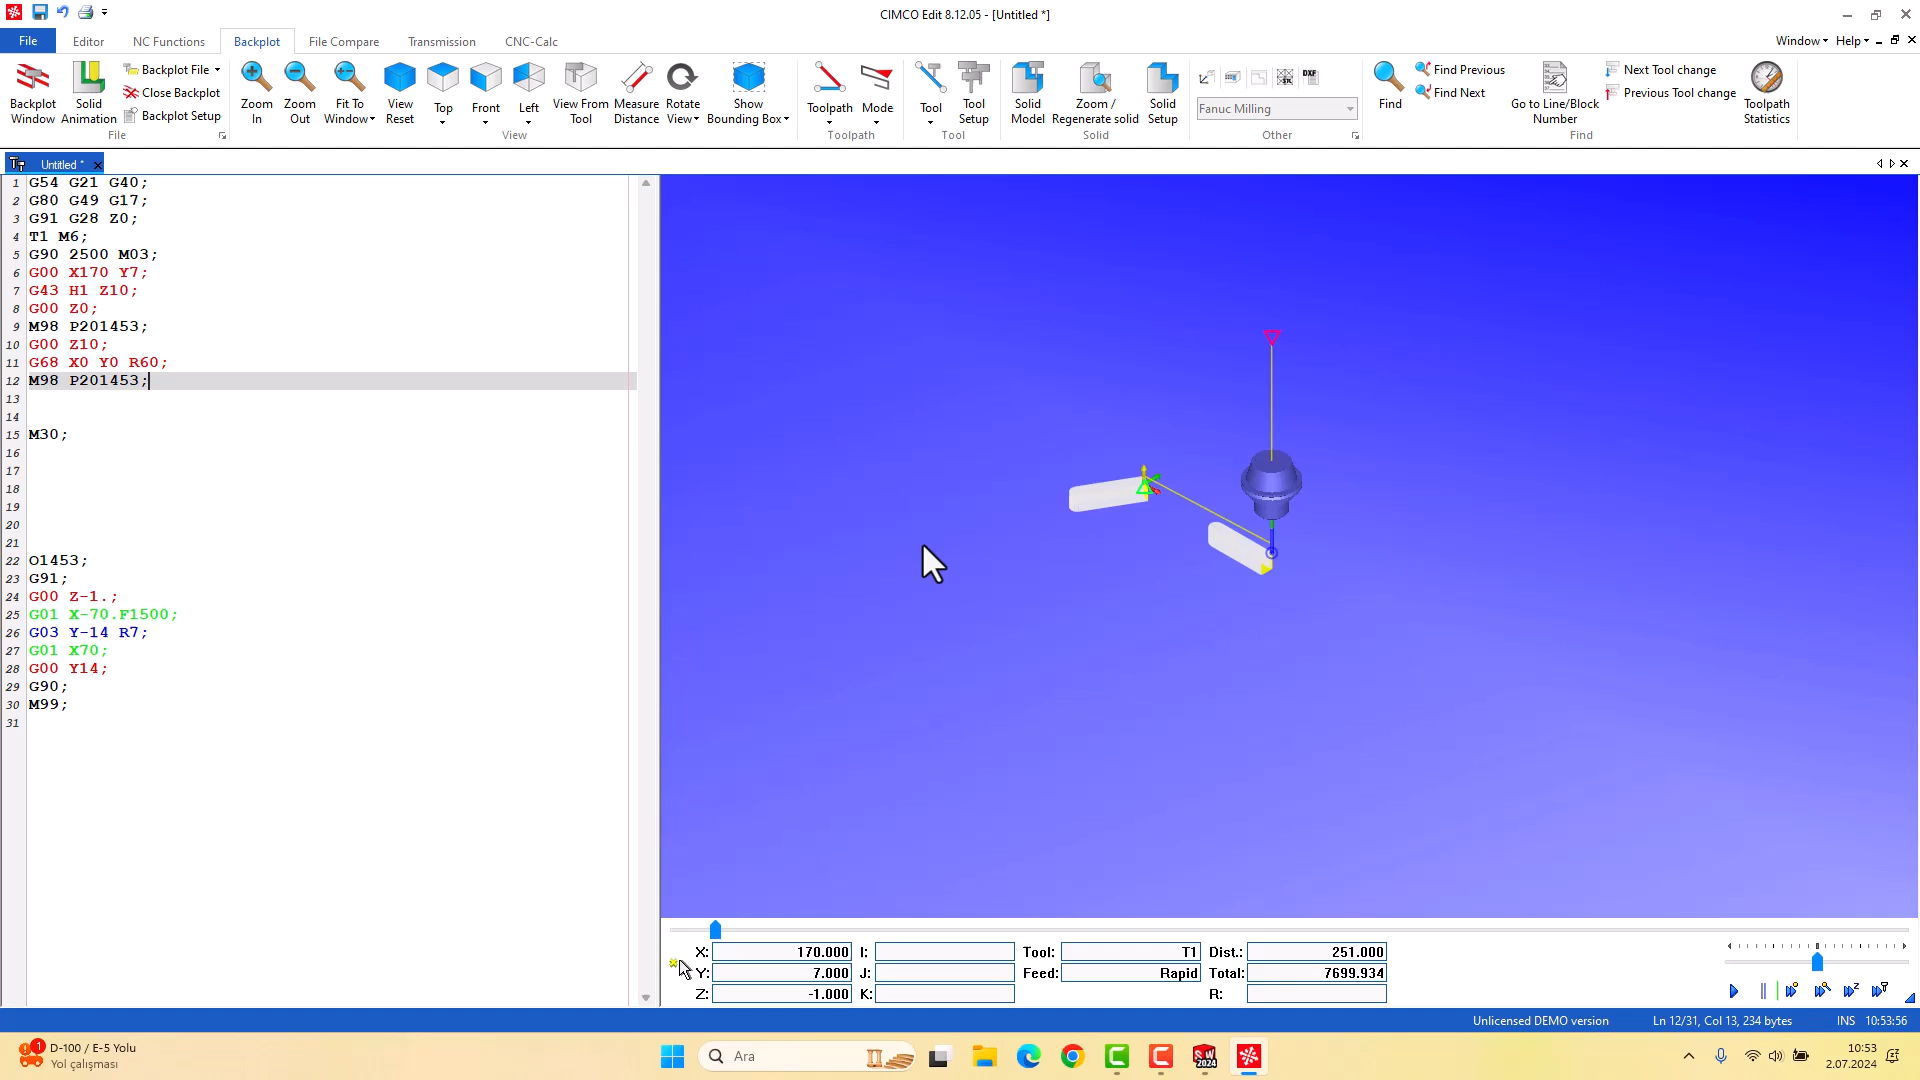 CIMCO Edit 8.12.05 - [Untitled *]
File Editor NC Functions Backplot File Compare Transmission CNC-Calc Window Help
Backplot Window
Solid Animation
Backplot File
Close Backplot
Backplot Setup
File
Zoom In
Zoom Out
Fit To Window
View Reset
Top
Front
Left
View From Tool
Measure Distance
Rotate View
Show Bounding Box
View
Toolpath
Mode
Toolpath
Tool
Tool Setup
Tool
Solid Model
Zoom / Regenerate solid
Solid Setup
Solid
DXF
Fanuc Milling
Other
Find
Find Previous
Find Next
Go to Line/Block Number
Next Tool change
Previous Tool change
Find
Toolpath Statistics
Untitled *
1 G54 G21 G40;
2 G80 G49 G17;
3 G91 G28 Z0;
4 T1 M6;
5 G90 2500 M03;
6 G00 X170 Y7;
7 G43 H1 Z10;
8 G00 Z0;
9 M98 P201453;
10 G00 Z10;
11 G68 X0 Y0 R60;
12 M98 P201453;
13
14
15 M30;
16
17
18
19
20
21
22 O1453;
23 G91;
24 G00 Z-1.;
25 G01 X-70.F1500;
26 G03 Y-14 R7;
27 G01 X70;
28 G00 Y14;
29 G90;
30 M99;
31
X: 170.000 I: Tool: T1 Dist.: 251.000
Y: 7.000 J: Feed: Rapid Total: 7699.934
Z: -1.000 K: R:
Unlicensed DEMO version Ln 12/31, Col 13, 234 bytes INS 10:53:56
1
D-100 / E-5 Yolu
Yol çalışması
Ara
SW
2024
10:53
2.07.2024